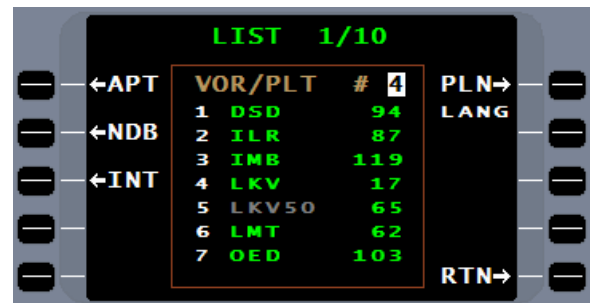 LIST 1/10
←APT VOR/PLT # 4 PLN→
1 DSD 94 LANG
←NDB 2 ILR 87
3 IMB 119
←INT 4 LKV 17
5 LKV50 65
6 LMT 62
7 OED 103
RTN→